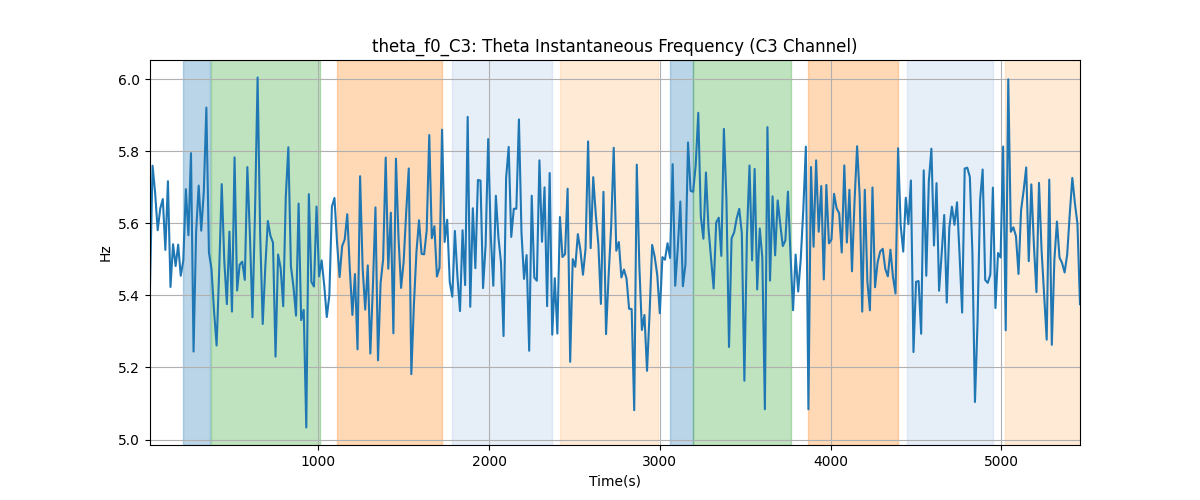 theta_f0_C3: Theta Instantaneous Frequency (C3 Channel)
6.0
5.8
5.6
5.4
5.2
5.0
Hz
1000 2000 3000 4000 5000
Time(s)